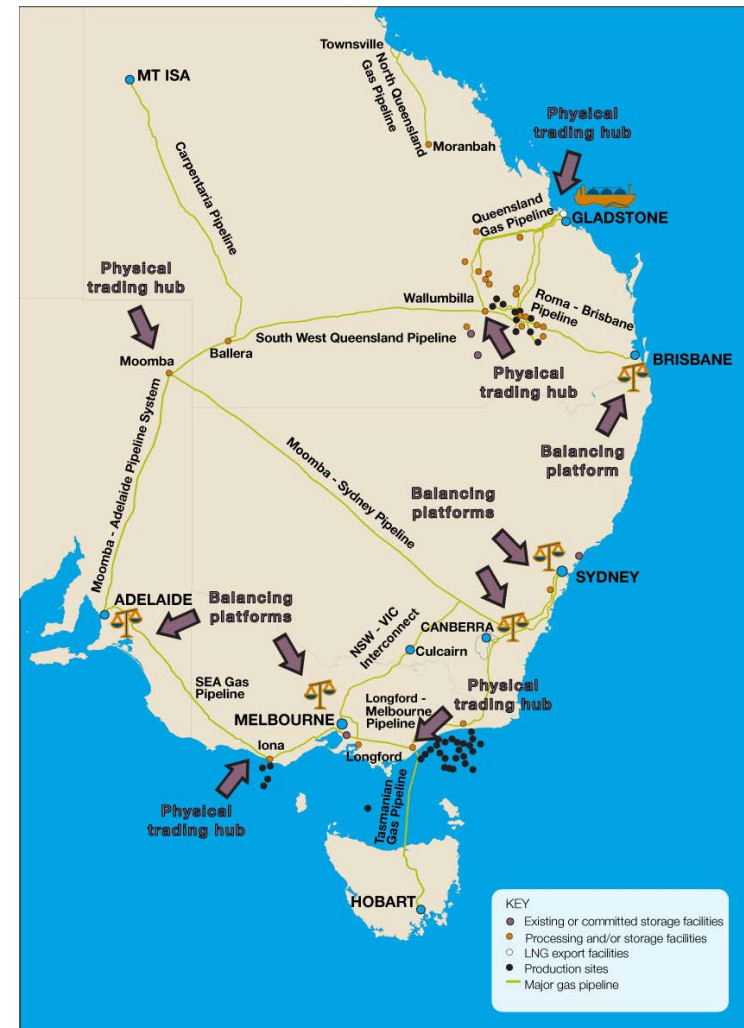 Townsville
North Queensland
Gas Pipeline
MT ISA
Moranbah
Physical
trading hub
Carpentaria Pipeline
Queensland
Gas Pipeline
GLADSTONE
Physical
trading hub
Wallumbilla
Roma - Brisbane
Pipeline
South West Queensland Pipeline
Ballera
Moomba
BRISBANE
Physical
trading hub
Balancing
platform
Moomba - Adelaide Pipeline System
Moomba - Sydney Pipeline
Balancing
platforms
SYDNEY
ADELAIDE
Balancing
platforms
NSW - VIC
Interconnect
CANBERRA
Culcairn
SEA Gas
Pipeline
Longford -
Melbourne
Pipeline
Physical
trading hub
MELBOURNE
Iona
Longford
Physical
trading hub
Tasmanian
Gas Pipeline
HOBART
KEY
Existing or committed storage facilities
Processing and/or storage facilities
LNG export facilities
Production sites
Major gas pipeline